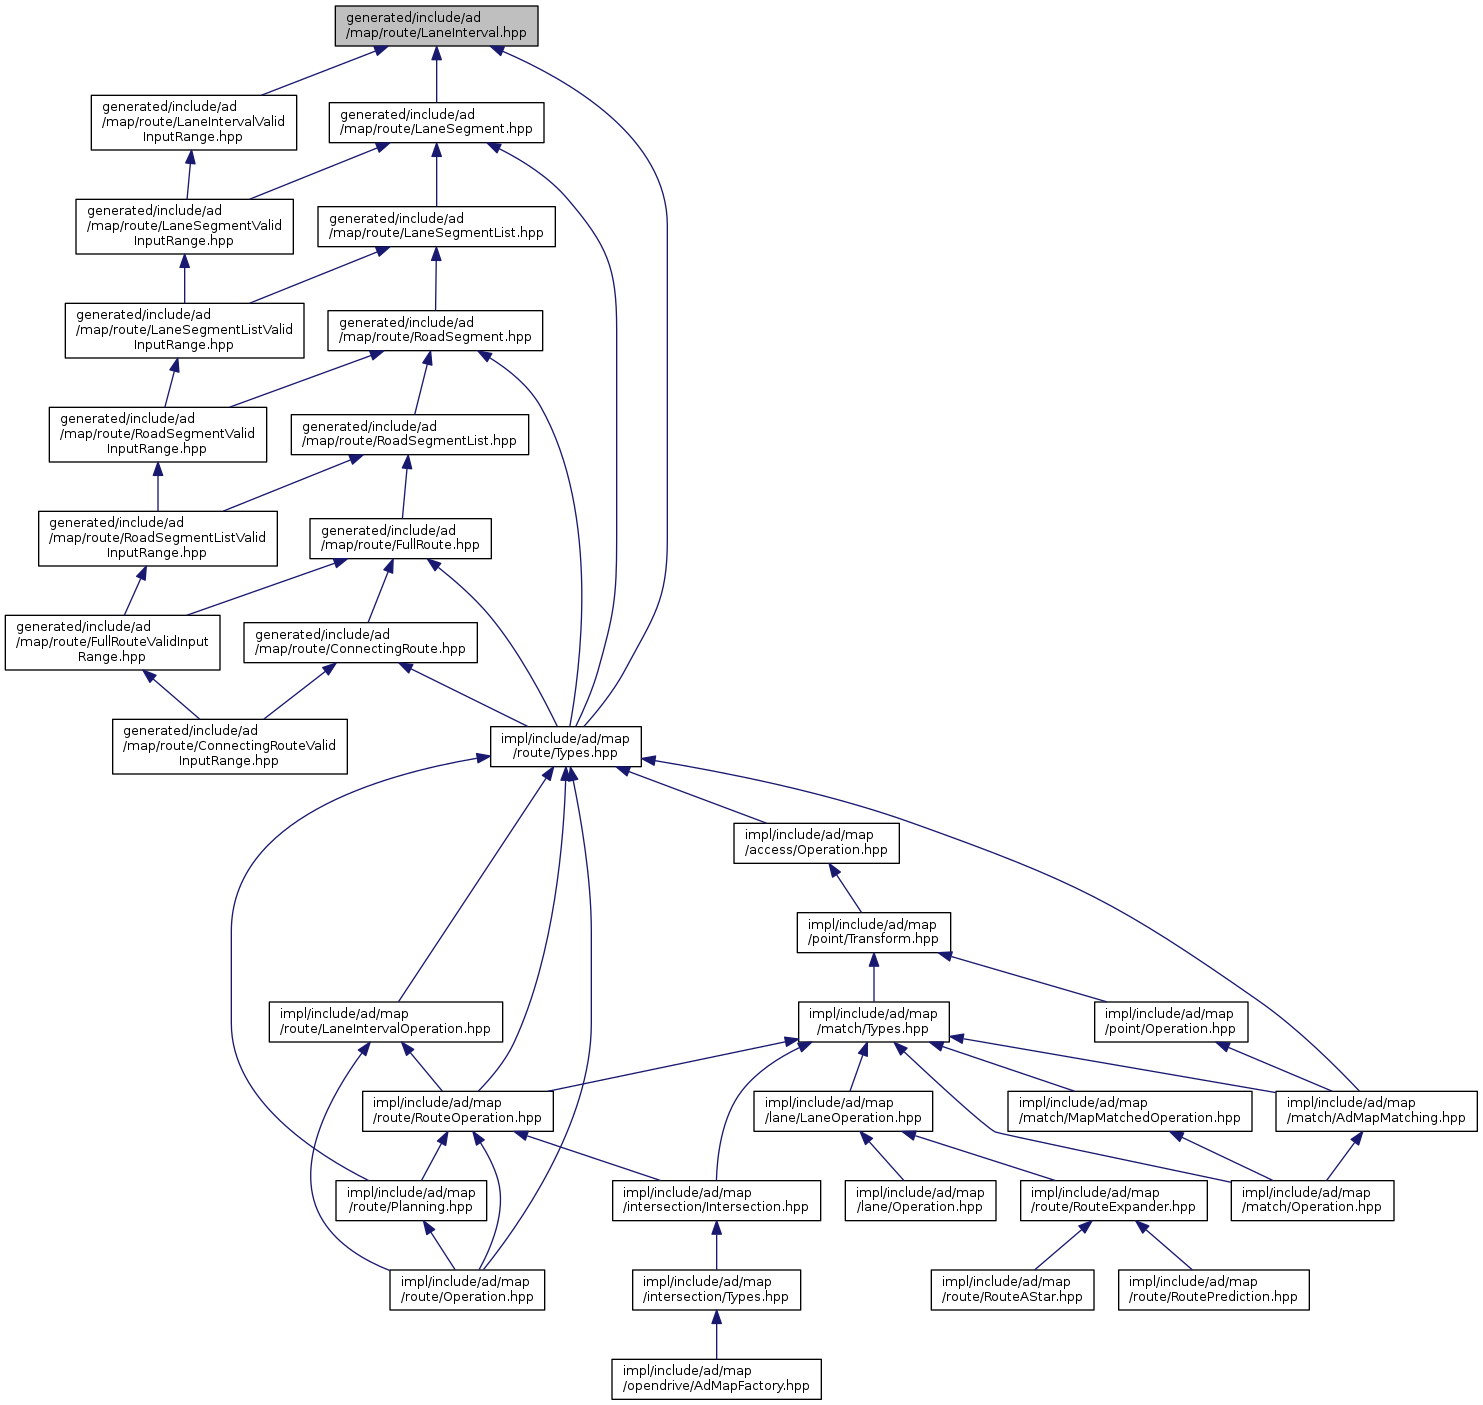 generated/include/ad
/map/route/LaneInterval.hpp
generated/include/ad
/map/route/LaneIntervalValid
InputRange.hpp
generated/include/ad
/map/route/LaneSegment.hpp
generated/include/ad
/map/route/LaneSegmentValid
InputRange.hpp
generated/include/ad
/map/route/LaneSegmentList.hpp
generated/include/ad
/map/route/LaneSegmentListValid
InputRange.hpp
generated/include/ad
/map/route/RoadSegment.hpp
generated/include/ad
/map/route/RoadSegmentValid
InputRange.hpp
generated/include/ad
/map/route/RoadSegmentList.hpp
generated/include/ad
/map/route/RoadSegmentListValid
InputRange.hpp
generated/include/ad
/map/route/FullRoute.hpp
generated/include/ad
/map/route/FullRouteValidInput
Range.hpp
generated/include/ad
/map/route/ConnectingRoute.hpp
generated/include/ad
/map/route/ConnectingRouteValid
InputRange.hpp
impl/include/ad/map
/route/Types.hpp
impl/include/ad/map
/access/Operation.hpp
impl/include/ad/map
/point/Transform.hpp
impl/include/ad/map
/route/LaneIntervalOperation.hpp
impl/include/ad/map
/match/Types.hpp
impl/include/ad/map
/point/Operation.hpp
impl/include/ad/map
/route/RouteOperation.hpp
impl/include/ad/map
/lane/LaneOperation.hpp
impl/include/ad/map
/match/MapMatchedOperation.hpp
impl/include/ad/map
/match/AdMapMatching.hpp
impl/include/ad/map
/route/Planning.hpp
impl/include/ad/map
/intersection/Intersection.hpp
impl/include/ad/map
/lane/Operation.hpp
impl/include/ad/map
/route/RouteExpander.hpp
impl/include/ad/map
/match/Operation.hpp
impl/include/ad/map
/route/Operation.hpp
impl/include/ad/map
/intersection/Types.hpp
impl/include/ad/map
/route/RouteAStar.hpp
impl/include/ad/map
/route/RoutePrediction.hpp
impl/include/ad/map
/opendrive/AdMapFactory.hpp